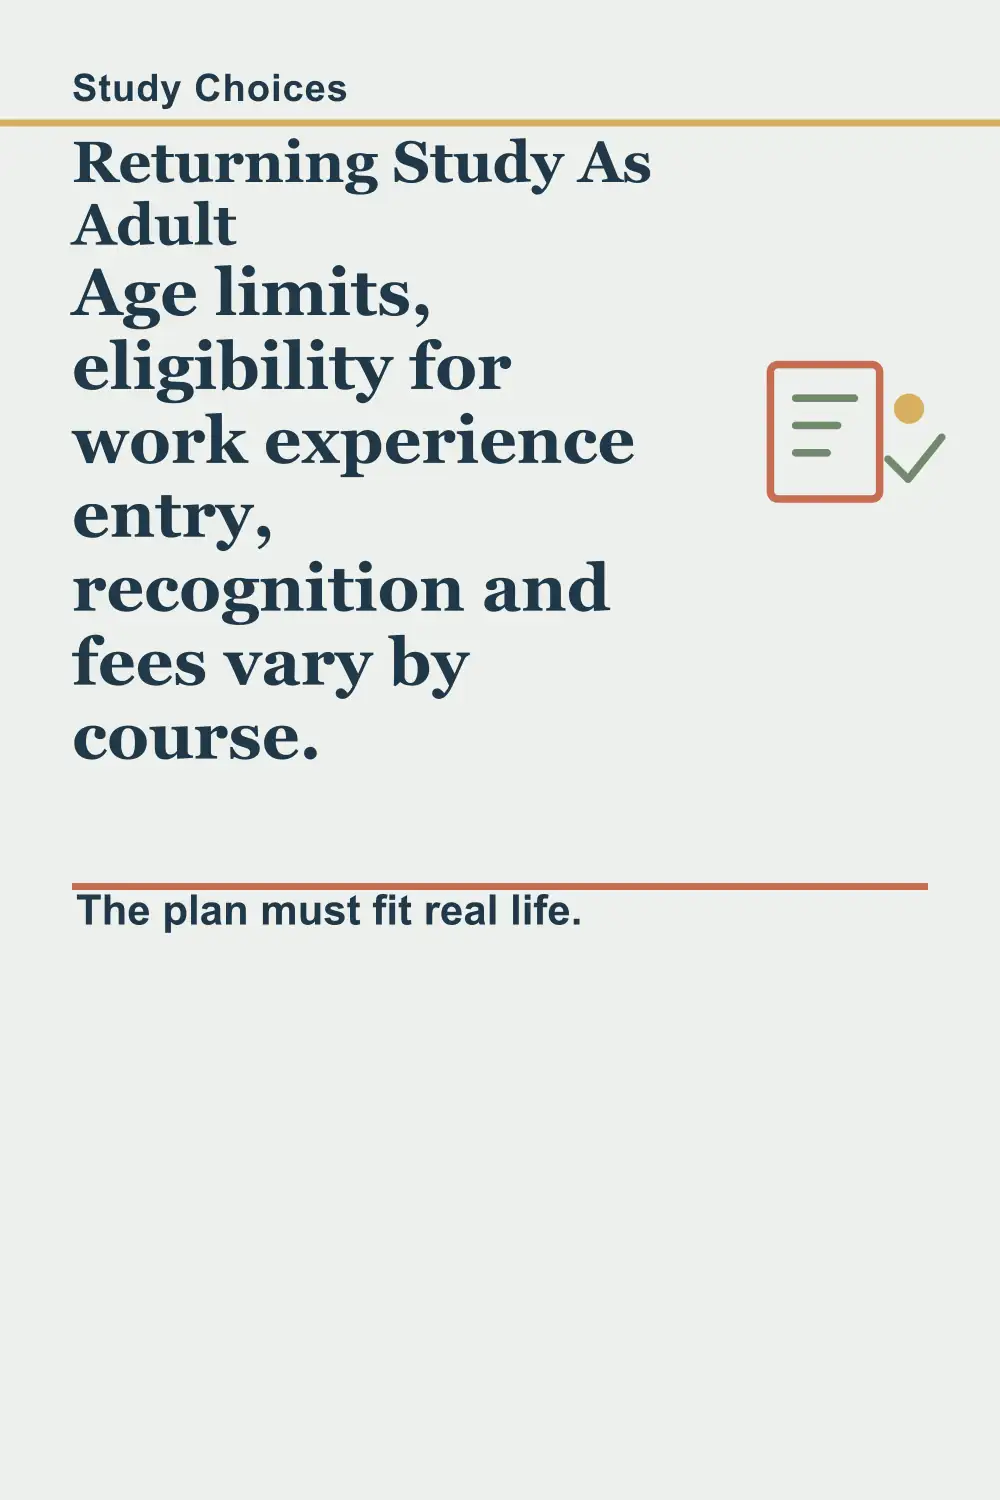 Study Choices
Returning Study As
Adult
Age limits,
eligibility for
work experience
entry,
recognition and
fees vary by
course.
The plan must fit real life.